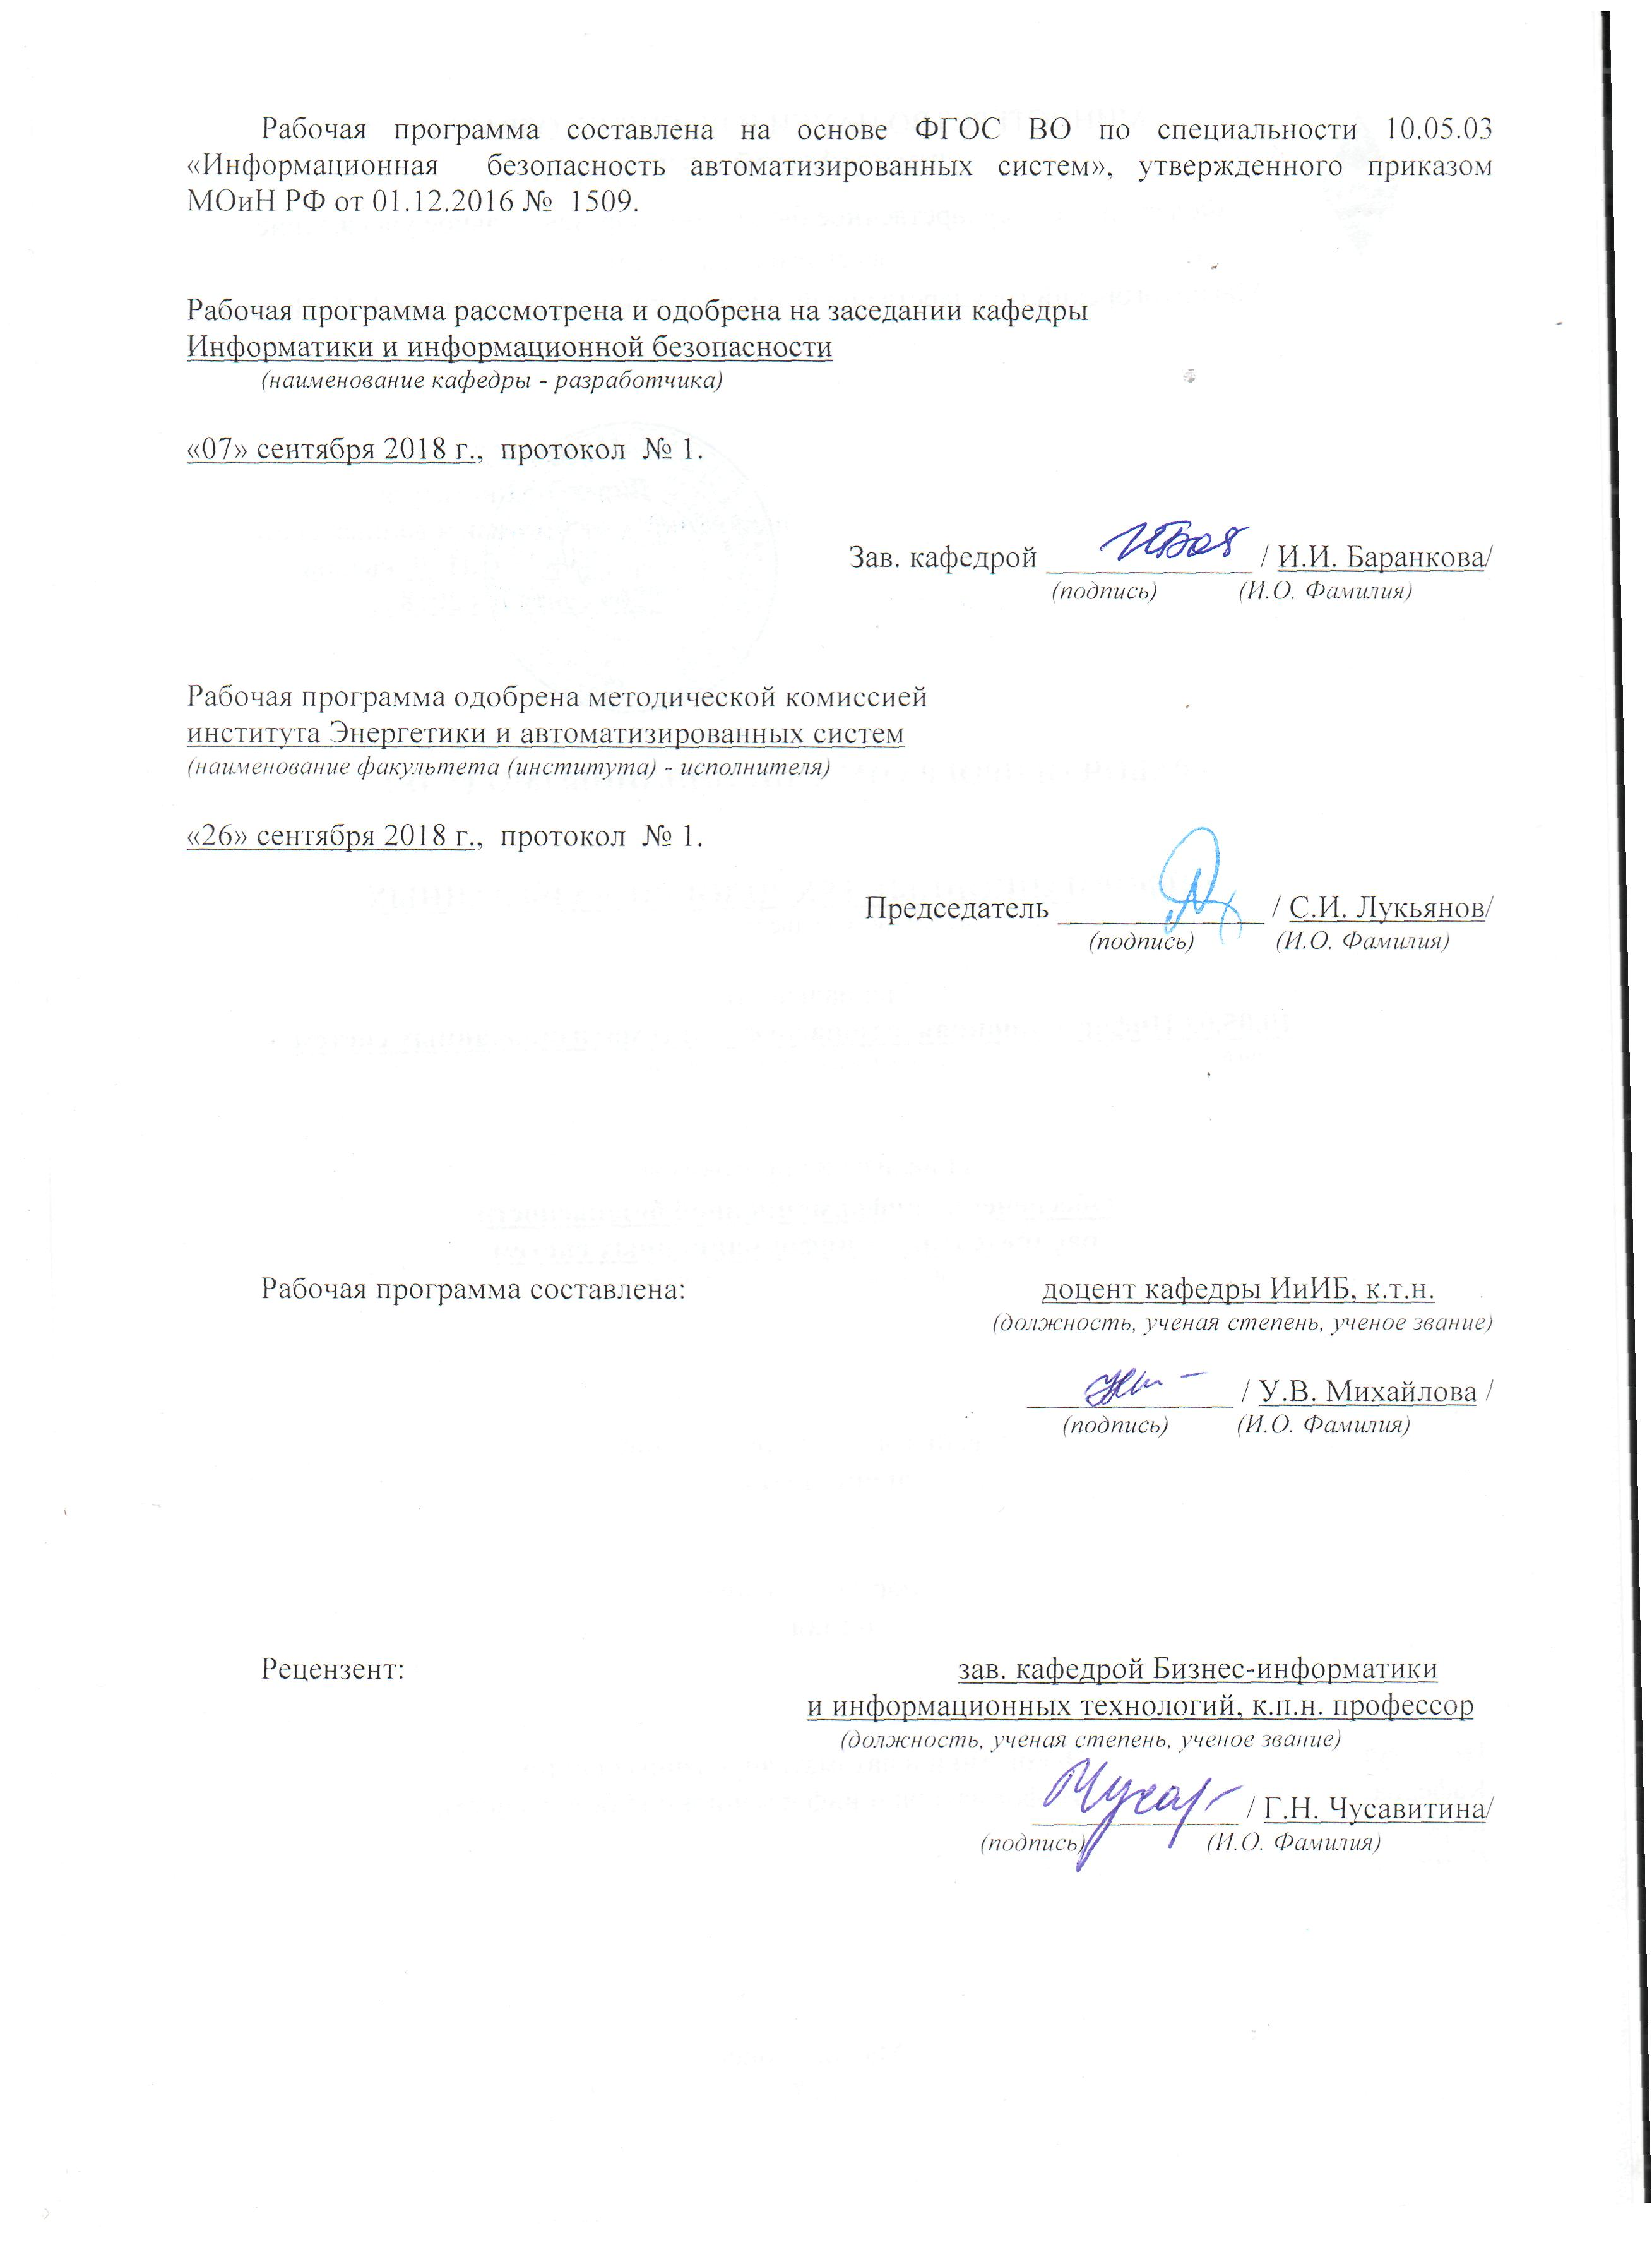 Рабочая программа составлена на основе ФГОС ВО по специальности 10.05.03
«Информационная безопасность автоматизированных систем», утвержденного приказом
МОиН РФ от 01.12.2016 № 1509.
Рабочая программа рассмотрена и одобрена на заседании кафедры
Информатики и информационной безопасности
(наименование кафедры - разработчика)
«07» сентября 2018 г., протокол № 1.
Зав. кафедрой ______________ / И.И. Баранкова/
(подпись) (И.О. Фамилия)
Рабочая программа одобрена методической комиссией
института Энергетики и автоматизированных систем
(наименование факультета (института) - исполнителя)
«26» сентября 2018 г., протокол № 1.
Председатель ______________ / С.И. Лукьянов/
(подпись) (И.О. Фамилия)
Рабочая программа составлена: доцент кафедры ИиИБ, к.т.н.
(должность, ученая степень, ученое звание)
______________ / У.В. Михайлова /
(подпись) (И.О. Фамилия)
Рецензент: зав. кафедрой Бизнес-информатики
и информационных технологий, к.п.н. профессор
(должность, ученая степень, ученое звание)
______________ / Г.Н. Чусавитина/
(подпись) (И.О. Фамилия)